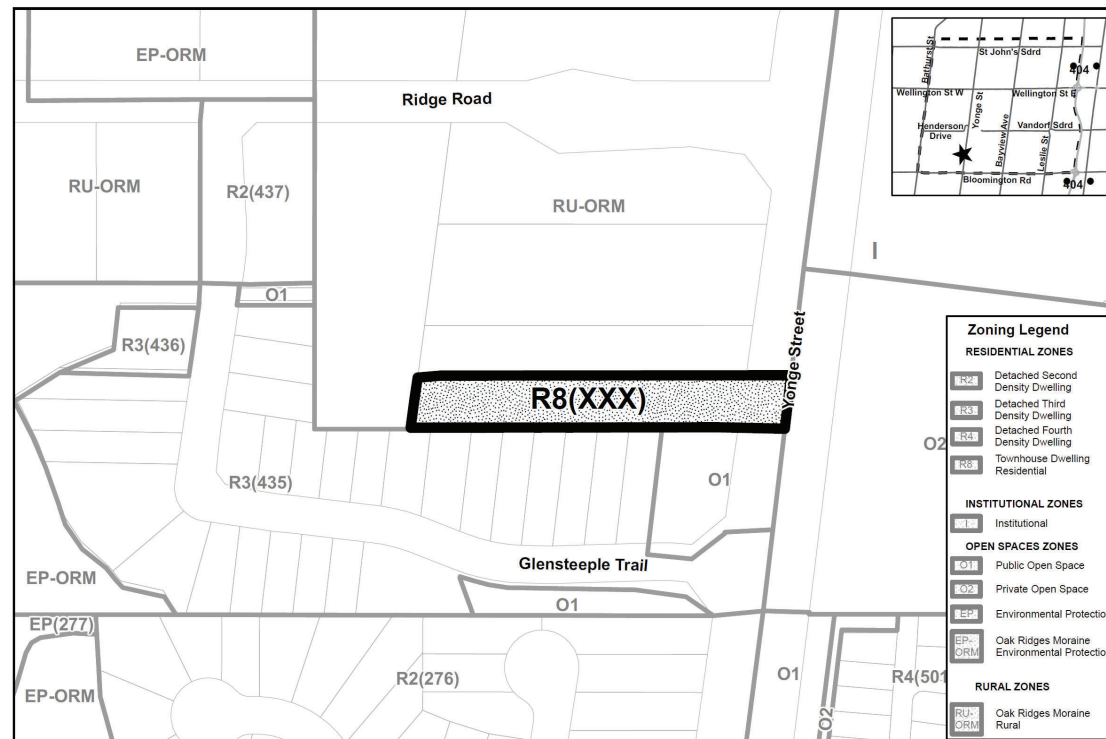 EP-ORM
Ridge Road
RU-ORM
R2(437)
RU-ORM
I
O1
R3(436)
R8(XXX)
Yonge Street
O2
R3(435)
O1
Glensteeple Trail
EP-ORM
O1
EP(277)
R2(276)
O1
R4(501
EP-ORM
O2
St John's Sdrd
Bathurst St
404
Wellington St W
Wellington St E
Yonge St
Henderson
Drive
Vandorf Sdrd
Bayview Ave
Leslie St
Bloomington Rd
404
Zoning Legend
RESIDENTIAL ZONES
R2
Detached Second
Density Dwelling
R3
Detached Third
Density Dwelling
R4
Detached Fourth
Density Dwelling
R8
Townhouse Dwelling
Residential
INSTITUTIONAL ZONES
I
Institutional
OPEN SPACES ZONES
O1
Public Open Space
O2
Private Open Space
EP
Environmental Protectio
EP-
ORM
Oak Ridges Moraine
Environmental Protectio
RURAL ZONES
RU-
ORM
Oak Ridges Moraine
Rural